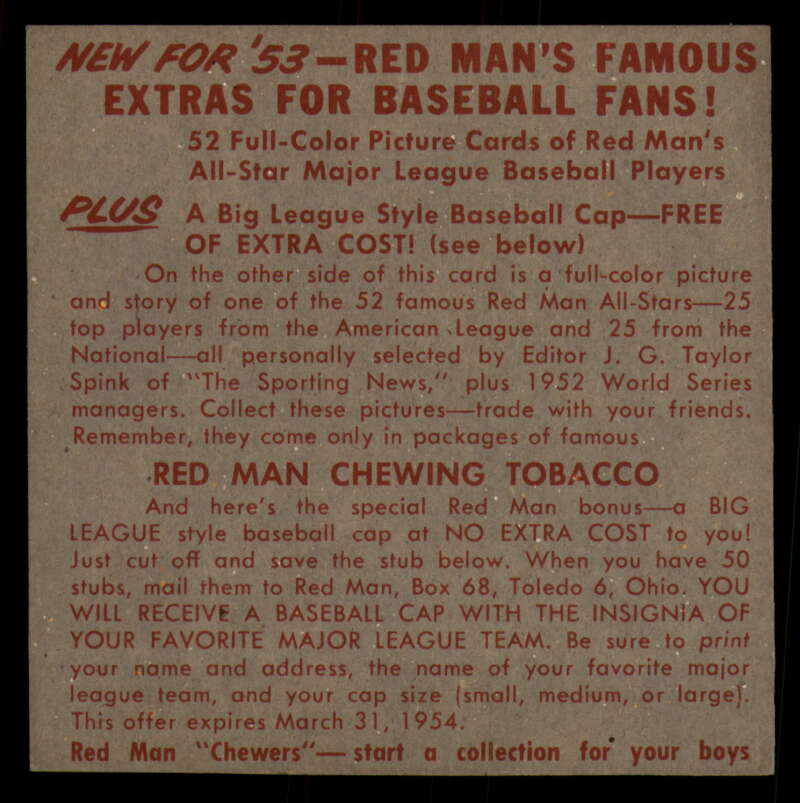 NEW FOR '53—RED MAN'S FAMOUS
EXTRAS FOR BASEBALL FANS!
52 Full-Color Picture Cards of Red Man's
All-Star Major League Baseball Players
PLUS A Big League Style Baseball Cap—FREE
OF EXTRA COST! (see below)
On the other side of this card is a full-color picture
and story of one of the 52 famous Red Man All-Stars—25
top players from the American League and 25 from the
National—all personally selected by Editor J. G. Taylor
Spink of "The Sporting News," plus 1952 World Series
managers. Collect these pictures—trade with your friends.
Remember, they come only in packages of famous
RED MAN CHEWING TOBACCO
And here's the special Red Man bonus—a BIG
LEAGUE style baseball cap at NO EXTRA COST to you!
Just cut off and save the stub below. When you have 50
stubs, mail them to Red Man, Box 68, Toledo 6, Ohio. YOU
WILL RECEIVE A BASEBALL CAP WITH THE INSIGNIA OF
YOUR FAVORITE MAJOR LEAGUE TEAM. Be sure to print
your name and address, the name of your favorite major
league team, and your cap size (small, medium, or large).
This offer expires March 31, 1954.
Red Man "Chewers"—start a collection for your boys